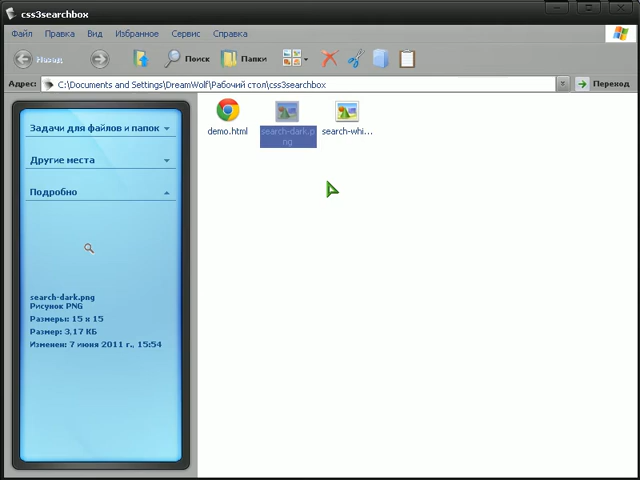 css3searchbox
Файл Правка Вид Избранное Сервис Справка
Назад Поиск Папки
Адрес: C:\Documents and Settings\DreamWolf\Рабочий стол\css3searchbox Переход
Задачи для файлов и папок
Другие места
Подробно
search-dark.png
Рисунок PNG
Размеры: 15 x 15
Размер: 3,17 КБ
Изменен: 7 июня 2011 г., 15:54
demo.html
search-dark.p
ng
search-whi...